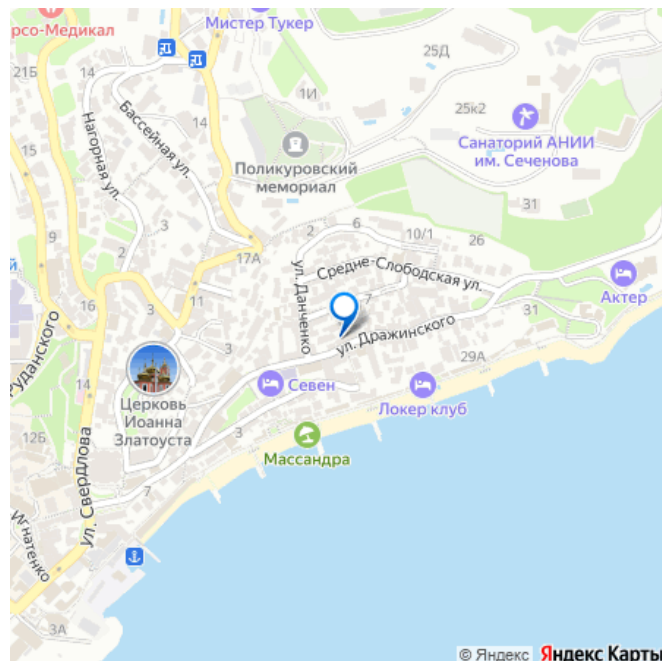 рсо-Медикал
Мистер Тукер
25Д
21Б
14
1И
25к2
14
Санаторий АНИИ
им. Сеченова
Нагорная ул.
Бассейная ул.
Поликуровский
мемориал
31
2
6
10/1
26
9
2
17А
ул. Данченко
Средне-Слободская ул.
7
Актер
16
11
3
ул. Дражинского
31
Руданского
3
29А
Севен
Церковь
Иоанна
Златоуста
Локер клуб
12Б
3
Массандра
ул. Свердлова
7
Игнатенко
3А
© Яндекс Яндекс Карты